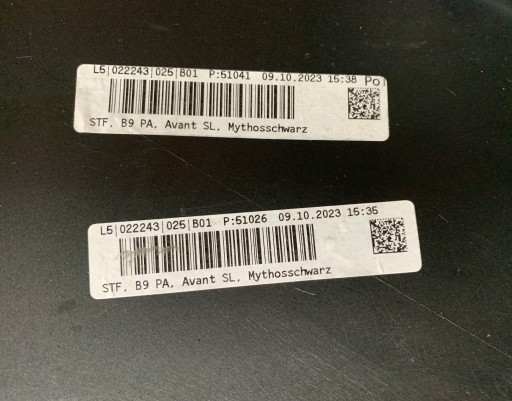 L5|022243|025|B01 P:51041 09.10.2023 15:38 Po
STF. B9 PA. Avant SL. Mythosschwarz
L5|022243|025|B01 P:51026 09.10.2023 15:35
STF. B9 PA. Avant SL. Mythosschwarz